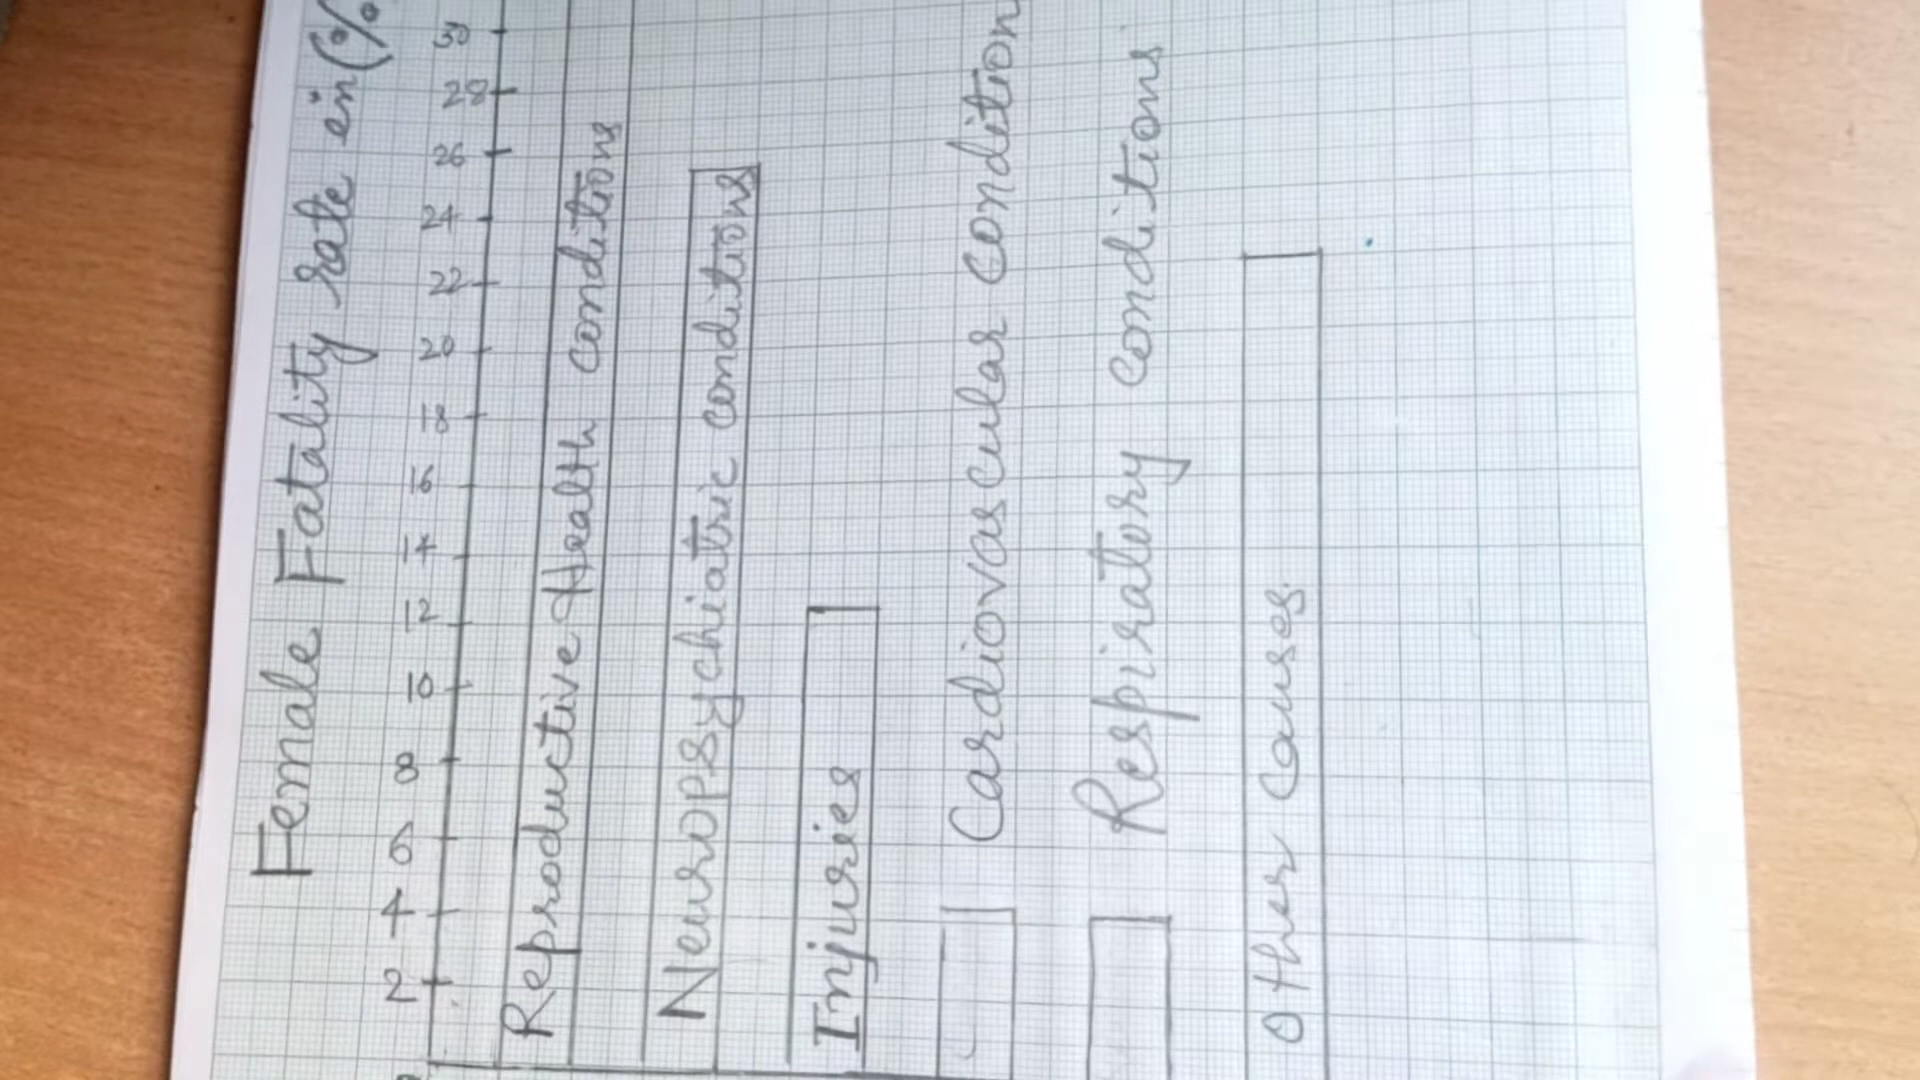 Female Fatality rate in (%
2 4 6 8 10 12 14 16 18 20 22 24 26 28 30
Reproductive Health conditions
Neuropsychiatric conditions
Injuries
Cardiovascular condition
Respiratory conditions
Other causes